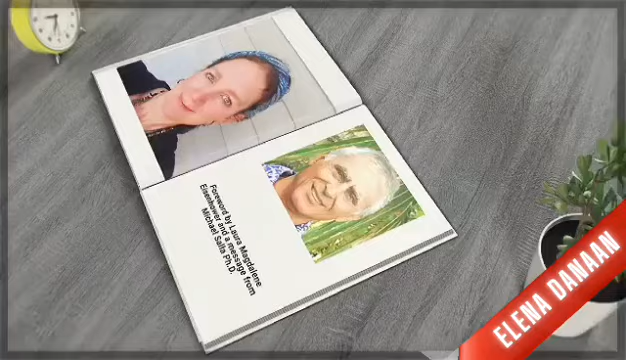 Foreword by Laura Magdalene
Eisenhower and a message from
Michael Salla Ph.D.
ELENA DANAAN